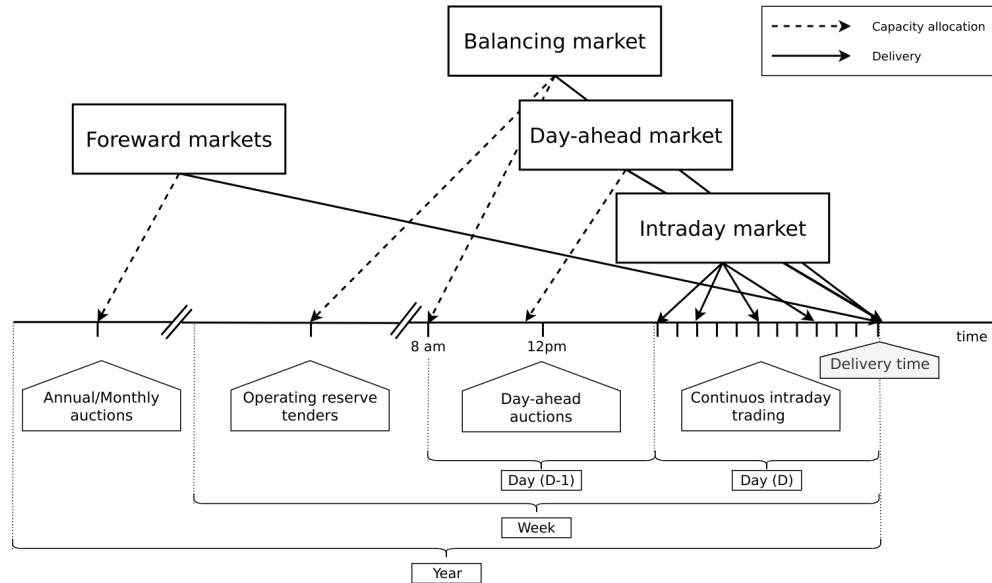 Balancing market
Capacity allocation
Delivery
Foreward markets
Day-ahead market
Intraday market
8 am
12pm
time
Delivery time
Annual/Monthly
auctions
Operating reserve
tenders
Day-ahead
auctions
Continuos intraday
trading
Day (D-1)
Day (D)
Week
Year